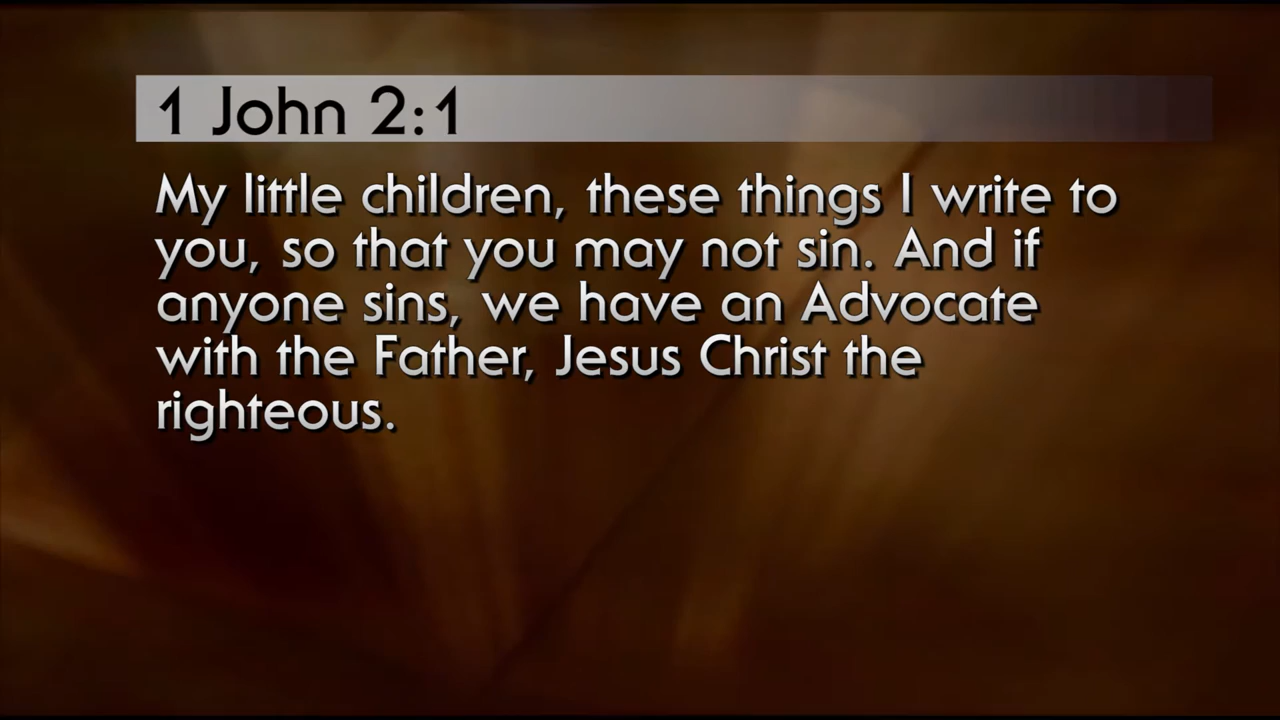 1 John 2:1
My little children, these things I write to
you, so that you may not sin. And if
anyone sins, we have an Advocate
with the Father, Jesus Christ the
righteous.